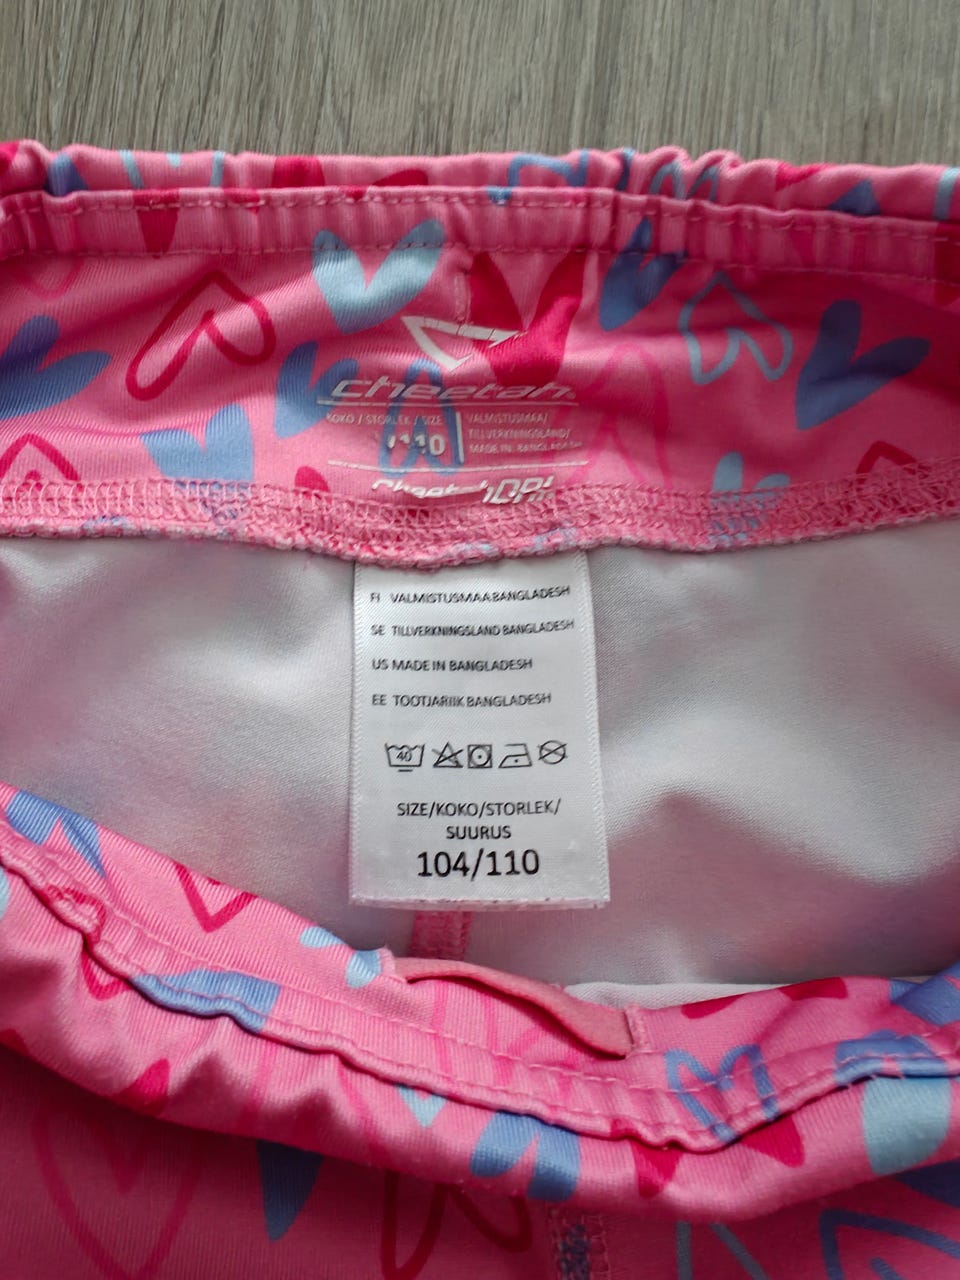 cheetah
KOKO / STORLEK / SIZE
VALMISTUSMAA/
TILLVERKNINGSLAND/
MADE IN: BANGLADESH
/110
cheetah
FI VALMISTUSMAA BANGLADESH
SE TILLVERKNINGSLAND BANGLADESH
US MADE IN BANGLADESH
EE TOOTJARIIK BANGLADESH
40
SIZE/KOKO/STORLEK/
SUURUS
104/110